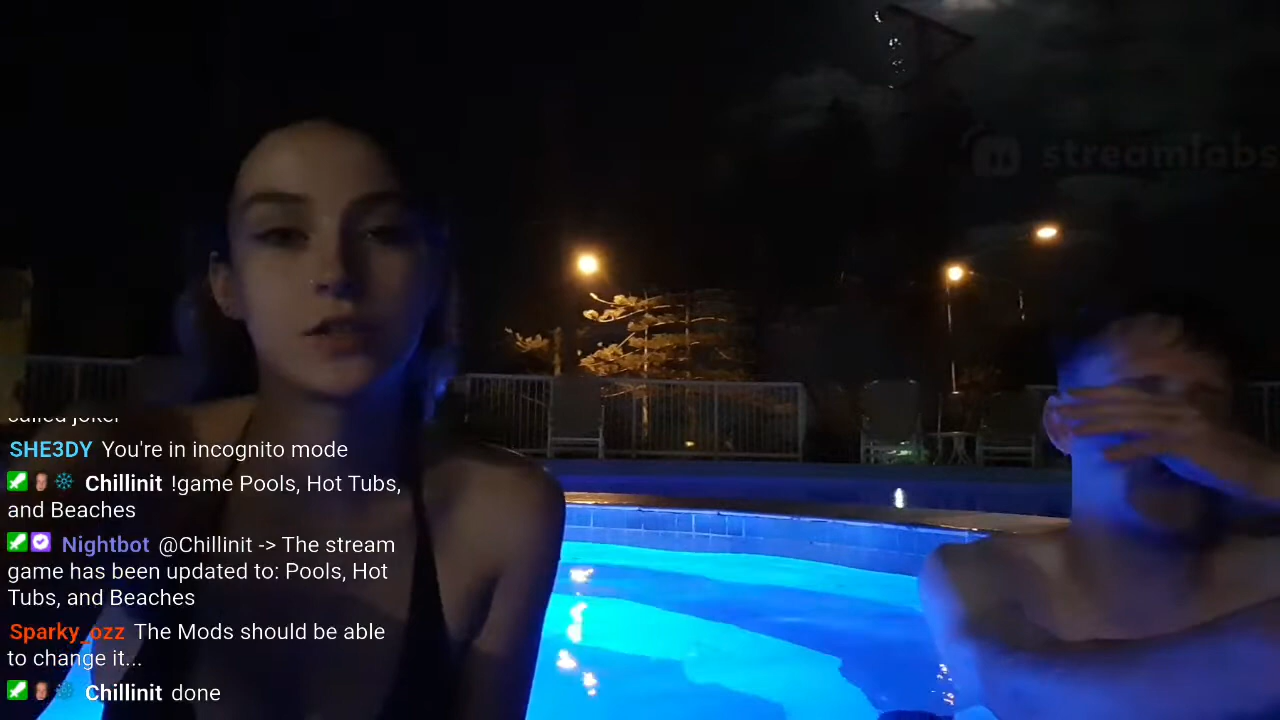 streamlabs
called joker
SHE3DY You're in incognito mode
Chillinit !game Pools, Hot Tubs,
and Beaches
Nightbot @Chillinit -> The stream
game has been updated to: Pools, Hot
Tubs, and Beaches
Sparky_ozz The Mods should be able
to change it...
Chillinit done